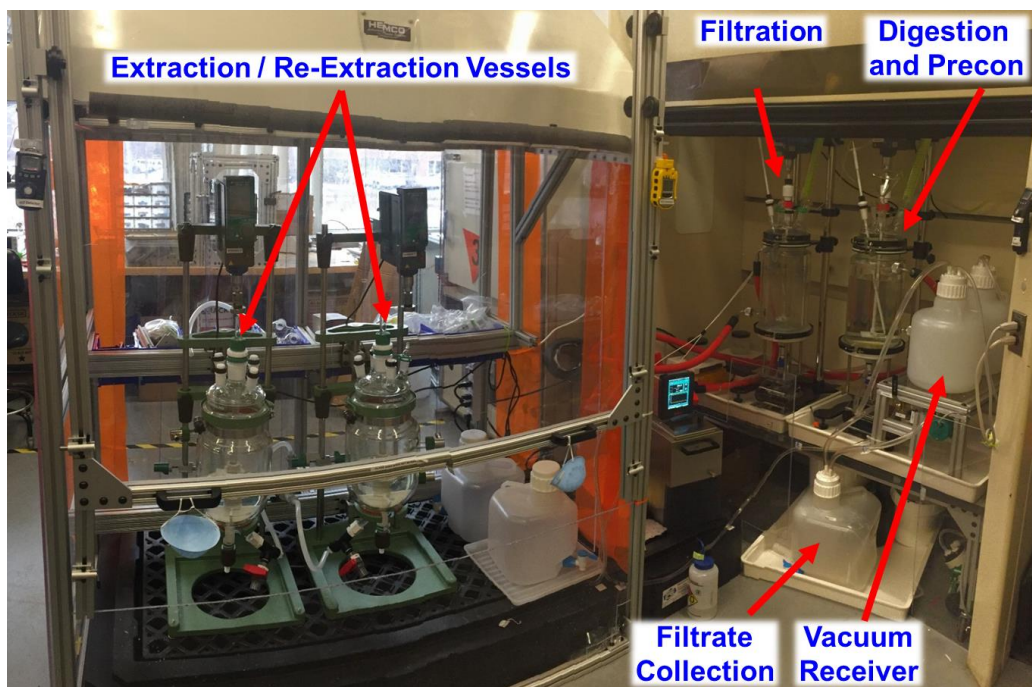 HEMCO
Filtration
Digestion
and Precon
Extraction / Re-Extraction Vessels
Filtrate
Collection
Vacuum
Receiver